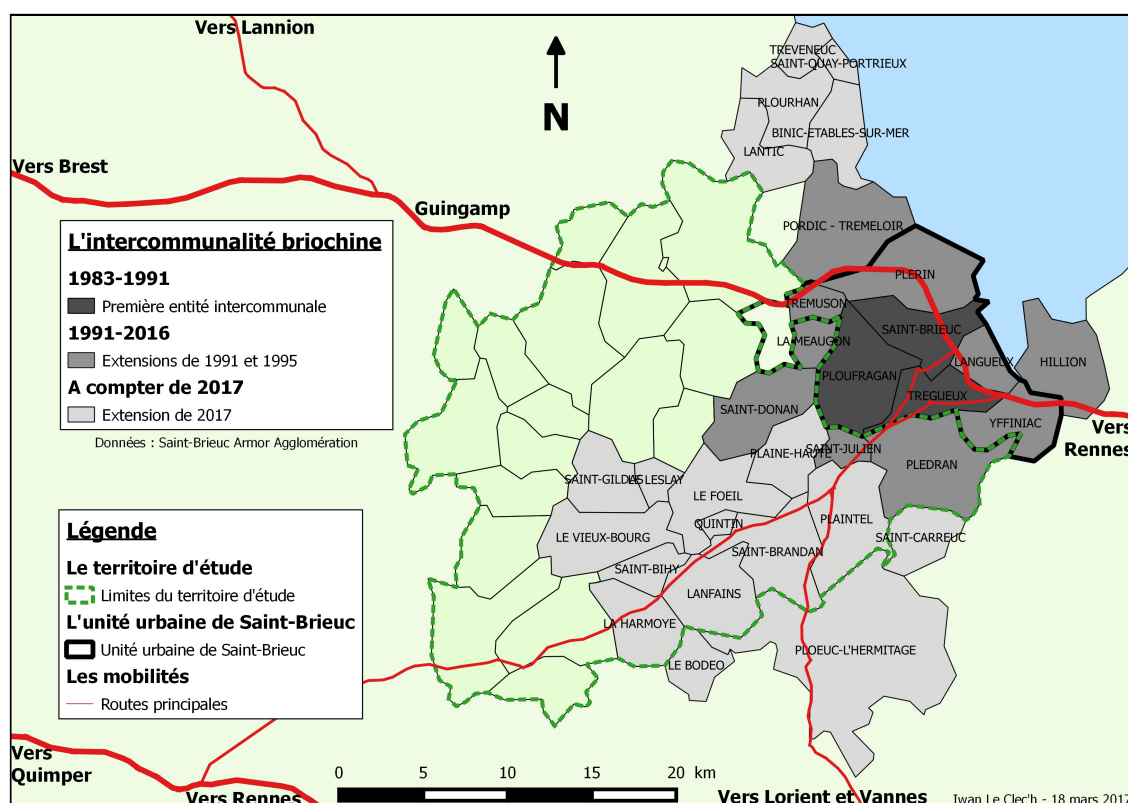 Vers Lannion
TREVENEUC
SAINT-QUAY-PORTRIEUX
PLOURHAN
N
BINIC-ETABLES-SUR-MER
LANTIC
Vers Brest
Guingamp
PORDIC - TREMELOIR
L'intercommunalité briochine
1983-1991
Première entité intercommunale
1991-2016
Extensions de 1991 et 1995
A compter de 2017
Extension de 2017
Données : Saint-Brieuc Armor Agglomération
PLERIN
TREMUSON
SAINT-BRIEUC
LA MEAUGON
LANGUEUX
HILLION
PLOUFRAGAN
TREGUEUX
SAINT-DONAN
YFFINIAC
Vers
Rennes
SAINT-JULIEN
PLAINE-HAUTE
PLEDRAN
SAINT-GILDAS
LE LESLAY
LE FOEIL
QUINTIN
PLAINTEL
LE VIEUX-BOURG
SAINT-BRANDAN
SAINT-CARREUC
SAINT-BIHY
LANFAINS
LA HARMOYE
PLOEUC-L'HERMITAGE
LE BODEO
Légende
Le territoire d'étude
Limites du territoire d'étude
L'unité urbaine de Saint-Brieuc
Unité urbaine de Saint-Brieuc
Les mobilités
Routes principales
Vers
Quimper
Vers Rennes
0 5 10 15 20 km
Vers Lorient et Vannes
Iwan Le Clec'h - 18 mars 2017